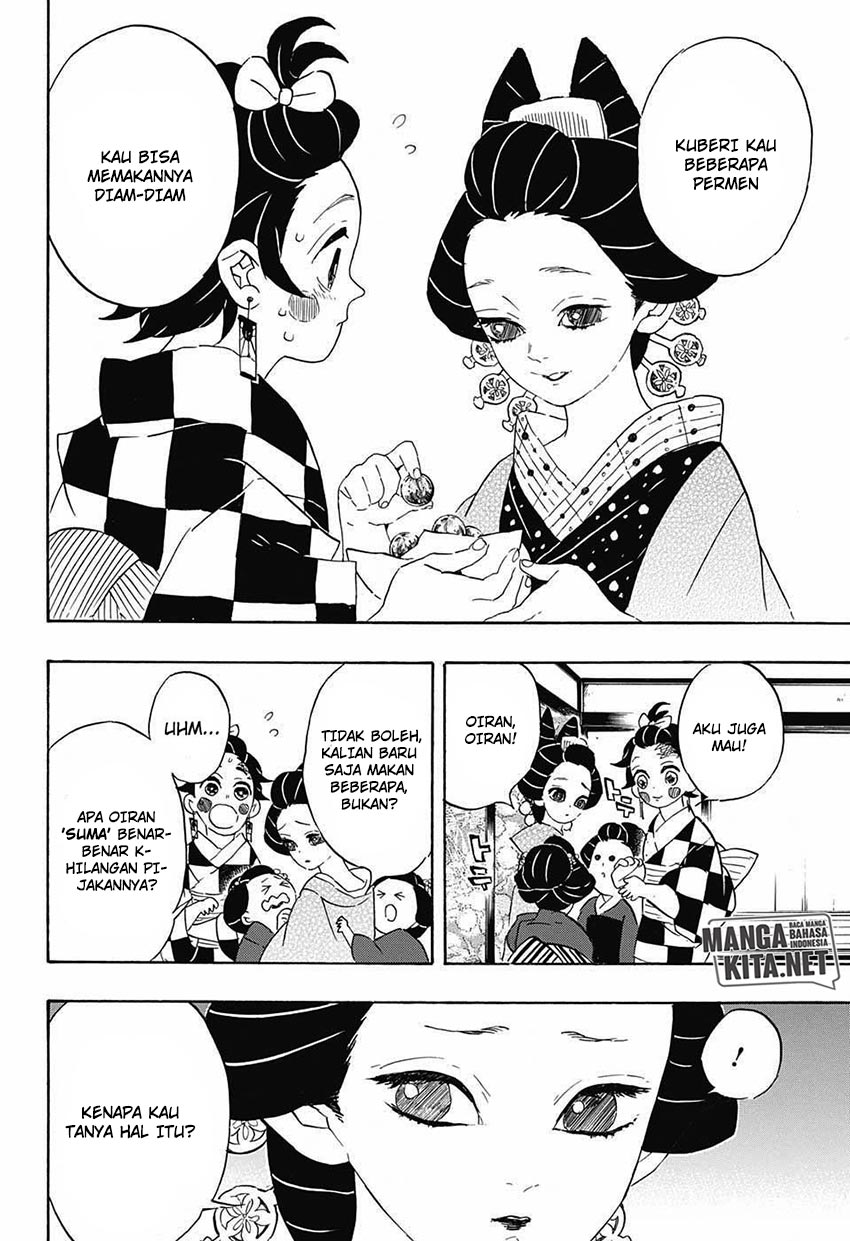 KUBERI KAU
BEBERAPA
PERMEN
KAU BISA
MEMAKANNYA
DIAM-DIAM
AKU JUGA
MAU!
OIRAN,
OIRAN!
TIDAK BOLEH,
KALIAN BARU
SAJA MAKAN
BEBERAPA,
BUKAN?
UHM...
APA OIRAN
'SUMA' BENAR-
BENAR K-
HILANGAN PI-
JAKANNYA?
MANGA
KITA.NET
BACA MANGA
BAHASA
INDONESIA
!
KENAPA KAU
TANYA HAL ITU?